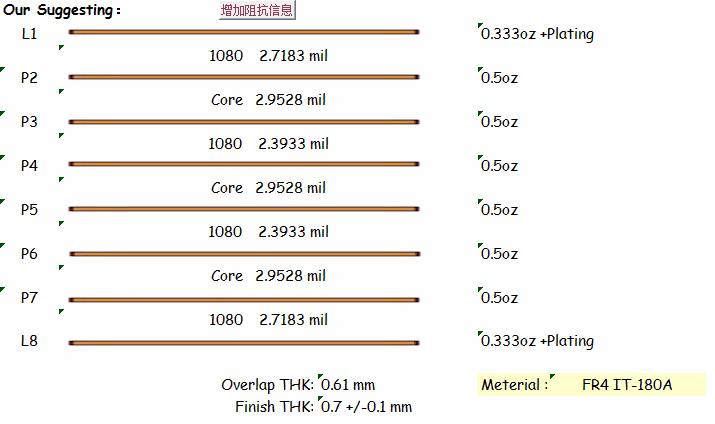 Our Suggesting: 增加阻抗信息
L1 0.333oz +Plating
1080 2.7183 mil
P2 0.5oz
Core 2.9528 mil
P3 0.5oz
1080 2.3933 mil
P4 0.5oz
Core 2.9528 mil
P5 0.5oz
1080 2.3933 mil
P6 0.5oz
Core 2.9528 mil
P7 0.5oz
1080 2.7183 mil
L8 0.333oz +Plating
Overlap THK: 0.61 mm Meterial : FR4 IT-180A
Finish THK: 0.7 +/-0.1 mm